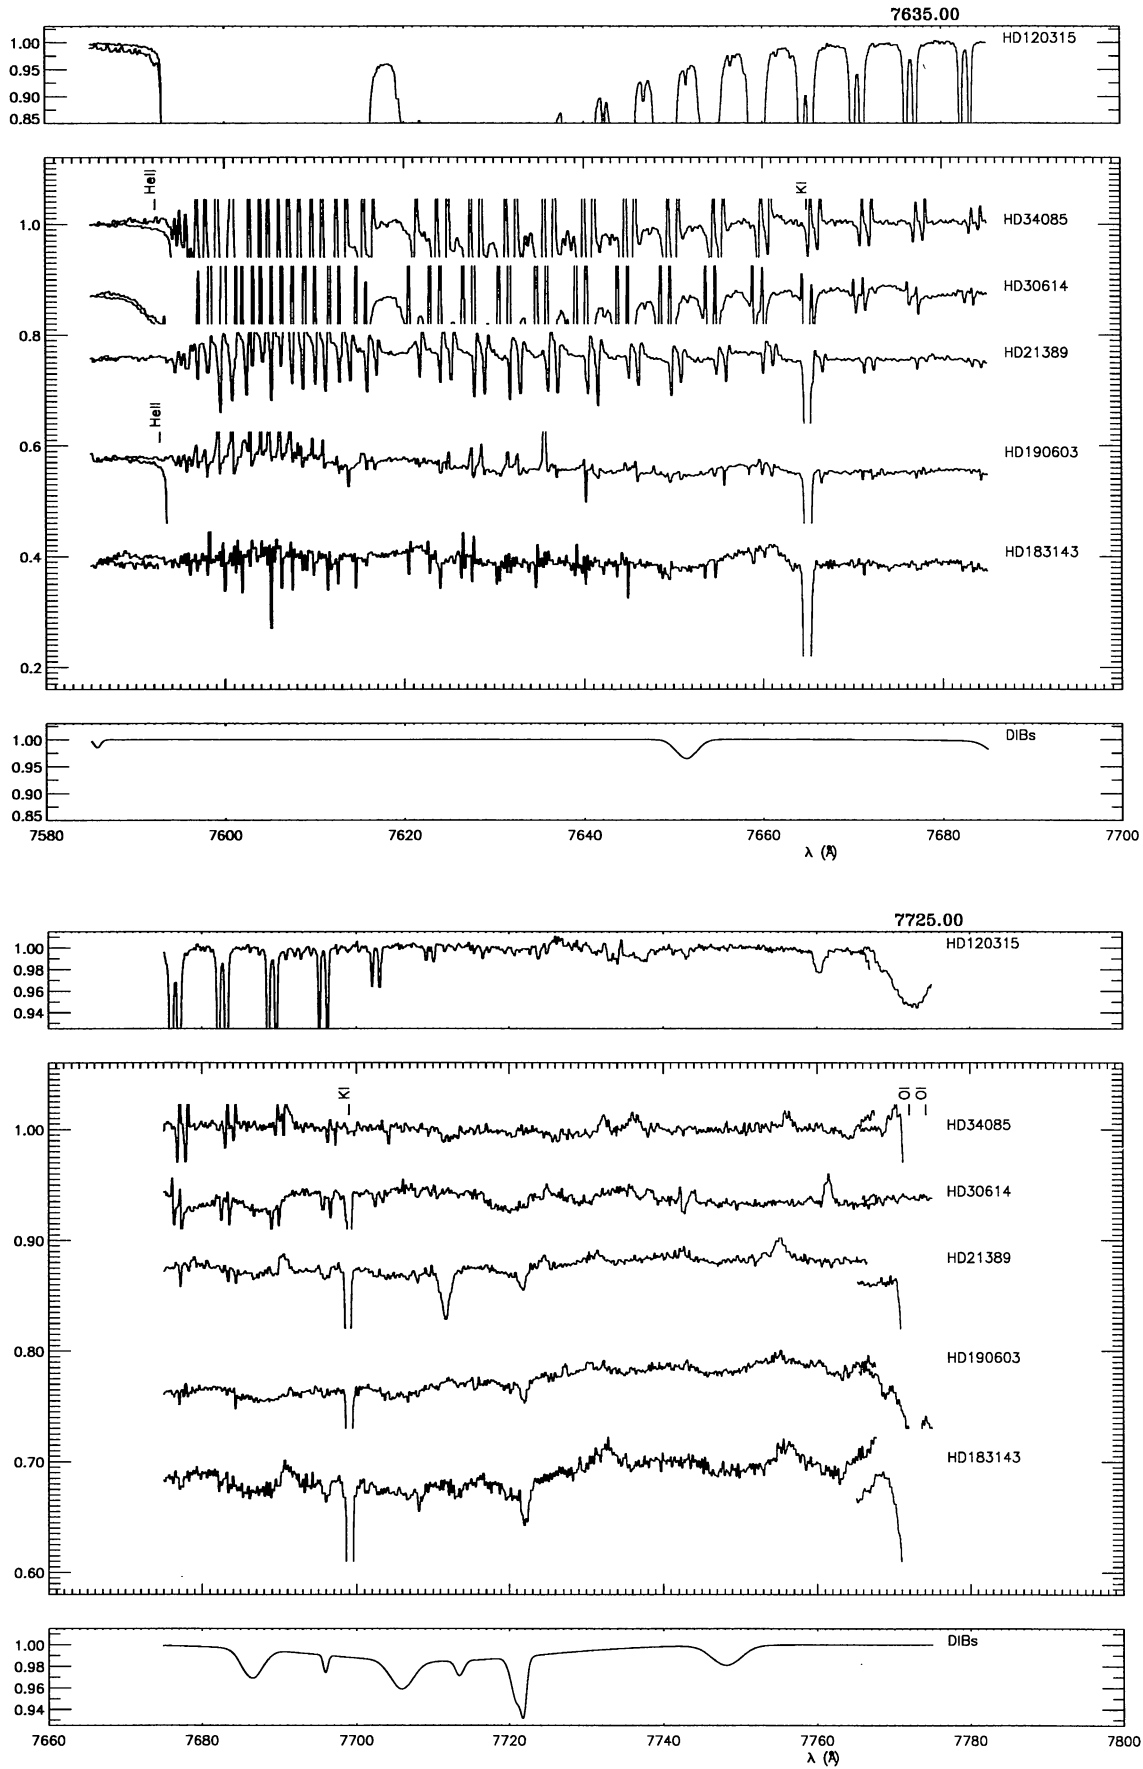 7635.00
1.00
0.95
0.90
0.85
HD120315
HeII
KI
1.0
HD34085
HD30614
0.8
HD21389
HeII
0.6
HD190603
0.4
HD183143
0.2
1.00
0.95
0.90
0.85
DIBs
7580 7600 7620 7640 7660 7680 7700
λ (Å)
7725.00
1.00
0.98
0.96
0.94
HD120315
KI
OI OI
1.00
HD34085
HD30614
0.90
HD21389
0.80
HD190603
0.70
HD183143
0.60
1.00
0.98
0.96
0.94
DIBs
7660 7680 7700 7720 7740 7760 7780 7800
λ (Å)